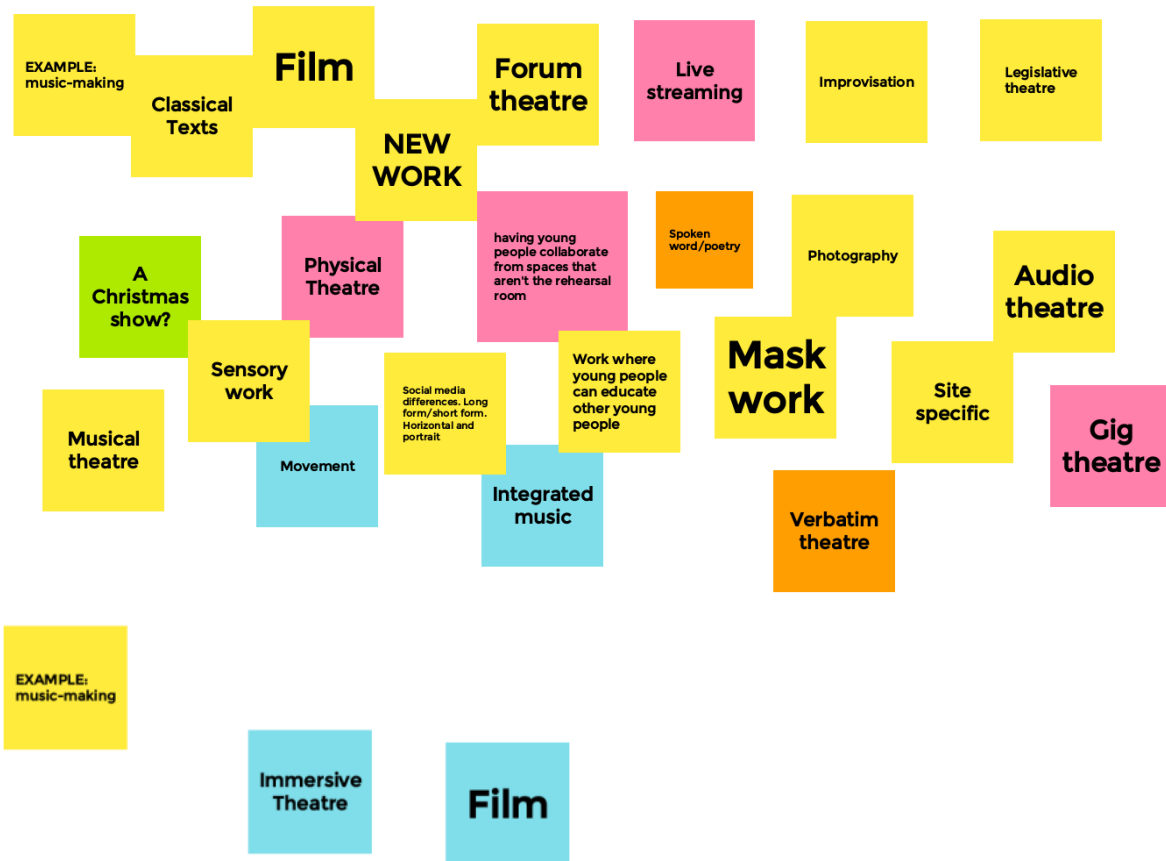 EXAMPLE:
music-making
Classical
Texts
Film
NEW
WORK
Forum
theatre
Live
streaming
Improvisation
Legislative
theatre
A
Christmas
show?
Physical
Theatre
having young
people collaborate
from spaces that
aren't the rehearsal
room
Spoken
word/poetry
Photography
Audio
theatre
Musical
theatre
Sensory
work
Movement
Social media
differences. Long
form/short form.
Horizontal and
portrait
Work where
young people
can educate
other young
people
Integrated
music
Mask
work
Site
specific
Gig
theatre
Verbatim
theatre
EXAMPLE:
music-making
Immersive
Theatre
Film